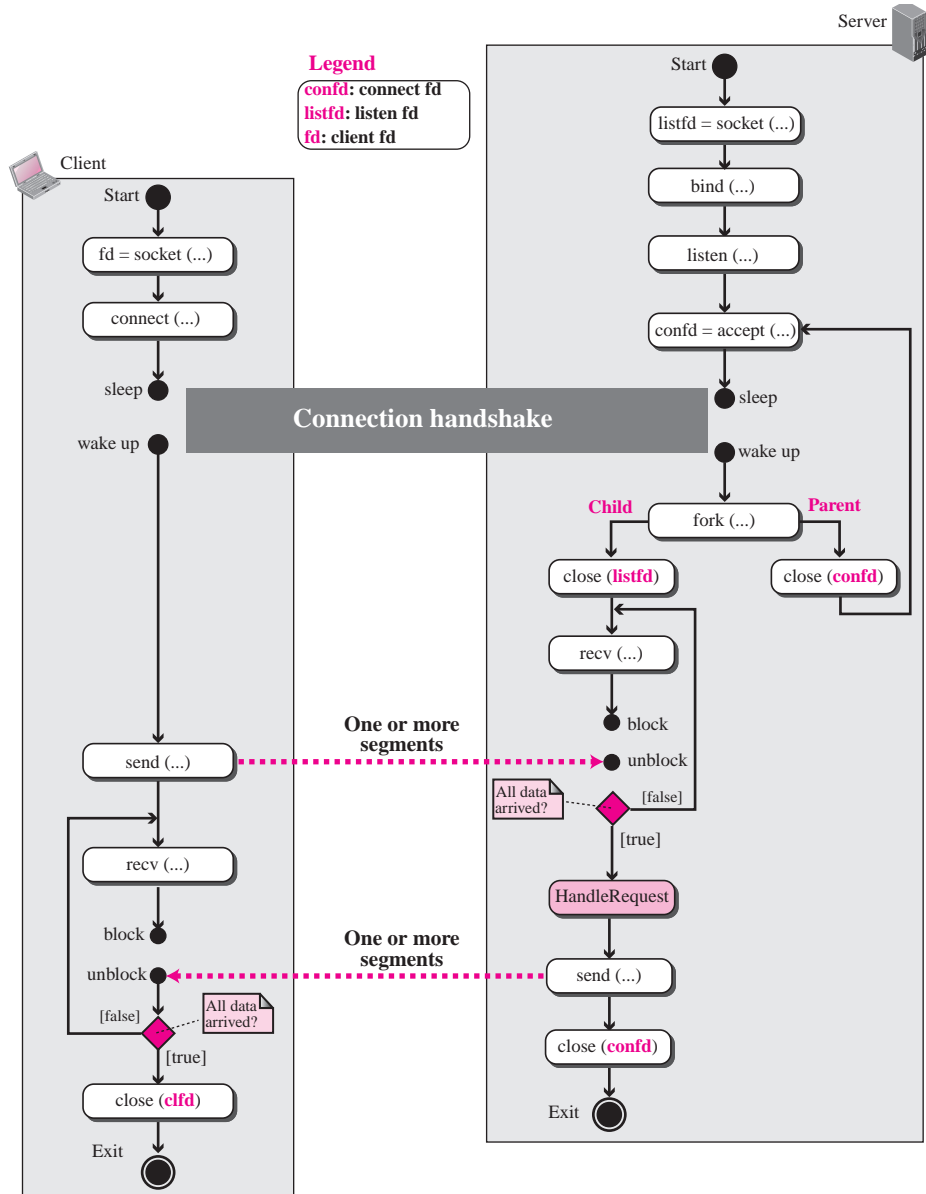 Server
Legend
confd: connect fd
listfd: listen fd
fd: client fd
Start
listfd = socket (...)
bind (...)
listen (...)
confd = accept (...)
sleep
Client
Start
fd = socket (...)
connect (...)
sleep
Connection handshake
wake up
wake up
Child
fork (...)
Parent
close (listfd)
close (confd)
recv (...)
block
One or more
segments
send (...)
unblock
All data
arrived?
[false]
[true]
recv (...)
HandleRequest
block
One or more
segments
unblock
send (...)
[false]
All data
arrived?
[true]
close (confd)
close (clfd)
Exit
Exit